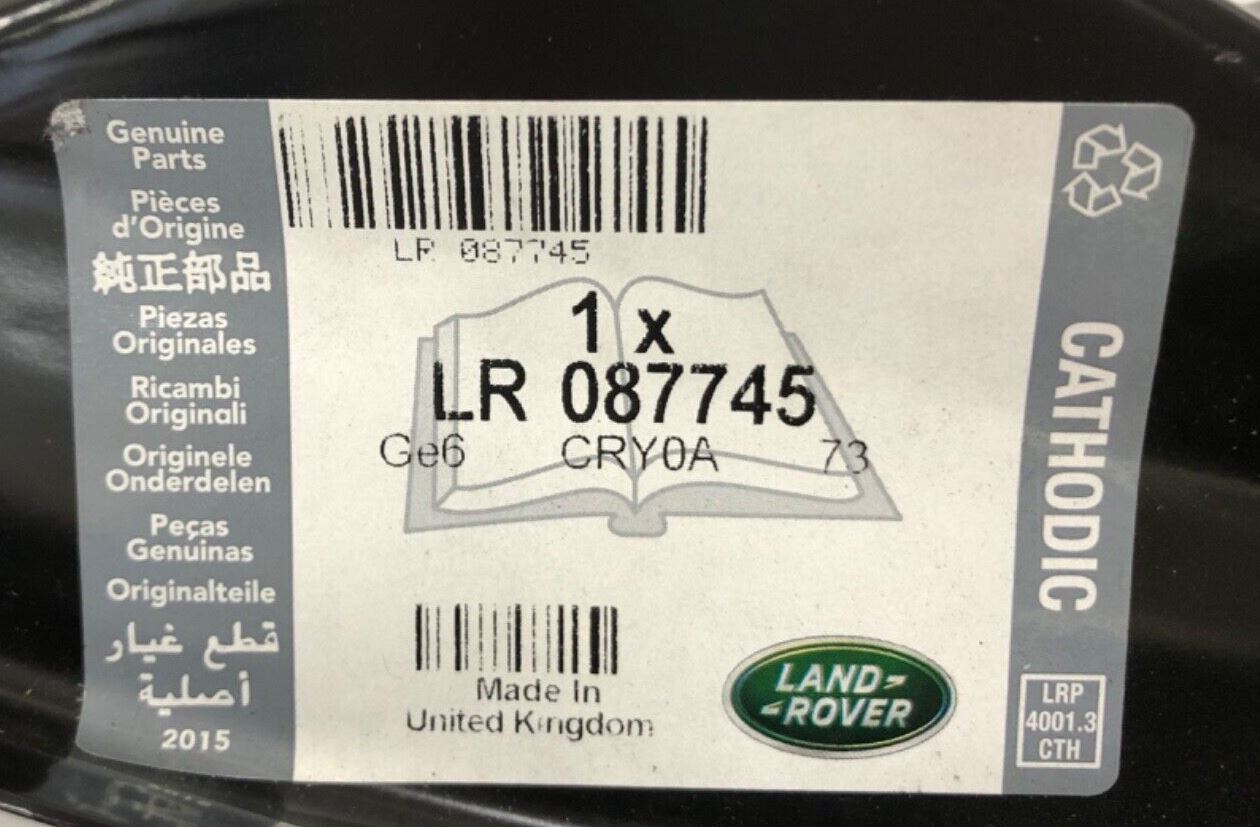 Genuine
Parts
Pièces
d'Origine
純正部品
Piezas
Originales
Ricambi
Originali
Originele
Onderdelen
Peças
Genuinas
Originalteile
قطع غيار
أصلية
2015
LR 087745
1 x
LR 087745
Ge6 CRY0A 73
Made In
United Kingdom
LAND-
-ROVER
CATHODIC
LRP
4001.3
CTH